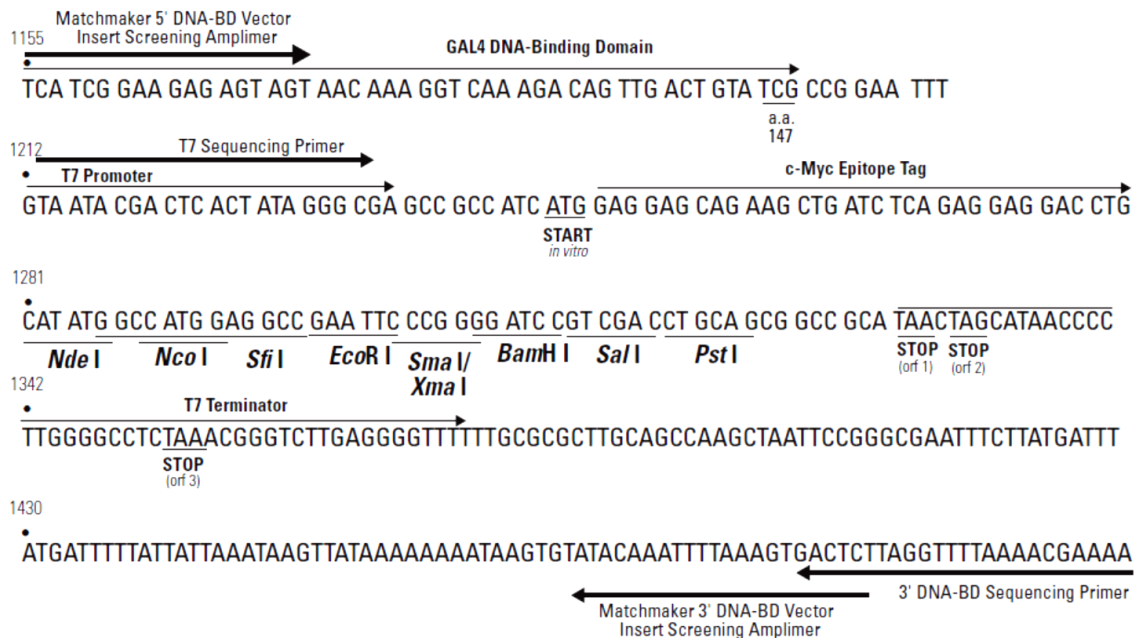 Matchmaker 5' DNA-BD Vector
Insert Screening Amplimer
1155
GAL4 DNA-Binding Domain
TCA TCG GAA GAG AGT AGT AAC AAA GGT CAA AGA CAG TTG ACT GTA TCG CCG GAA TTT
a.a.
147
1212
T7 Sequencing Primer
T7 Promoter
c-Myc Epitope Tag
GTA ATA CGA CTC ACT ATA GGG CGA GCC GCC ATC ATG GAG GAG CAG AAG CTG ATC TCA GAG GAG GAC CTG
START
in vitro
1281
CAT ATG GCC ATG GAG GCC GAA TTC CCG GGG ATC CGT CGA CCT GCA GCG GCC GCA TAACTAGCATAACCCC
Nde I Nco I Sfi I EcoR I Sma I/ BamH I Sal I Pst I STOP STOP
Xma I (orf 1) (orf 2)
1342
T7 Terminator
TTGGGGCCTCTAAACGGGTCTTGAGGGGTTTTTTGCGCGCTTGCAGCCAAGCTAATTCCGGGCGAATTTCTTATGATTT
STOP
(orf 3)
1430
ATGATTTTTATTATTAAATAAGTTATAAAAAAAATAAGTGTATACAAATTTTAAAGTGACTCTTAGGTTTTAAAACGAAAA
3' DNA-BD Sequencing Primer
Matchmaker 3' DNA-BD Vector
Insert Screening Amplimer